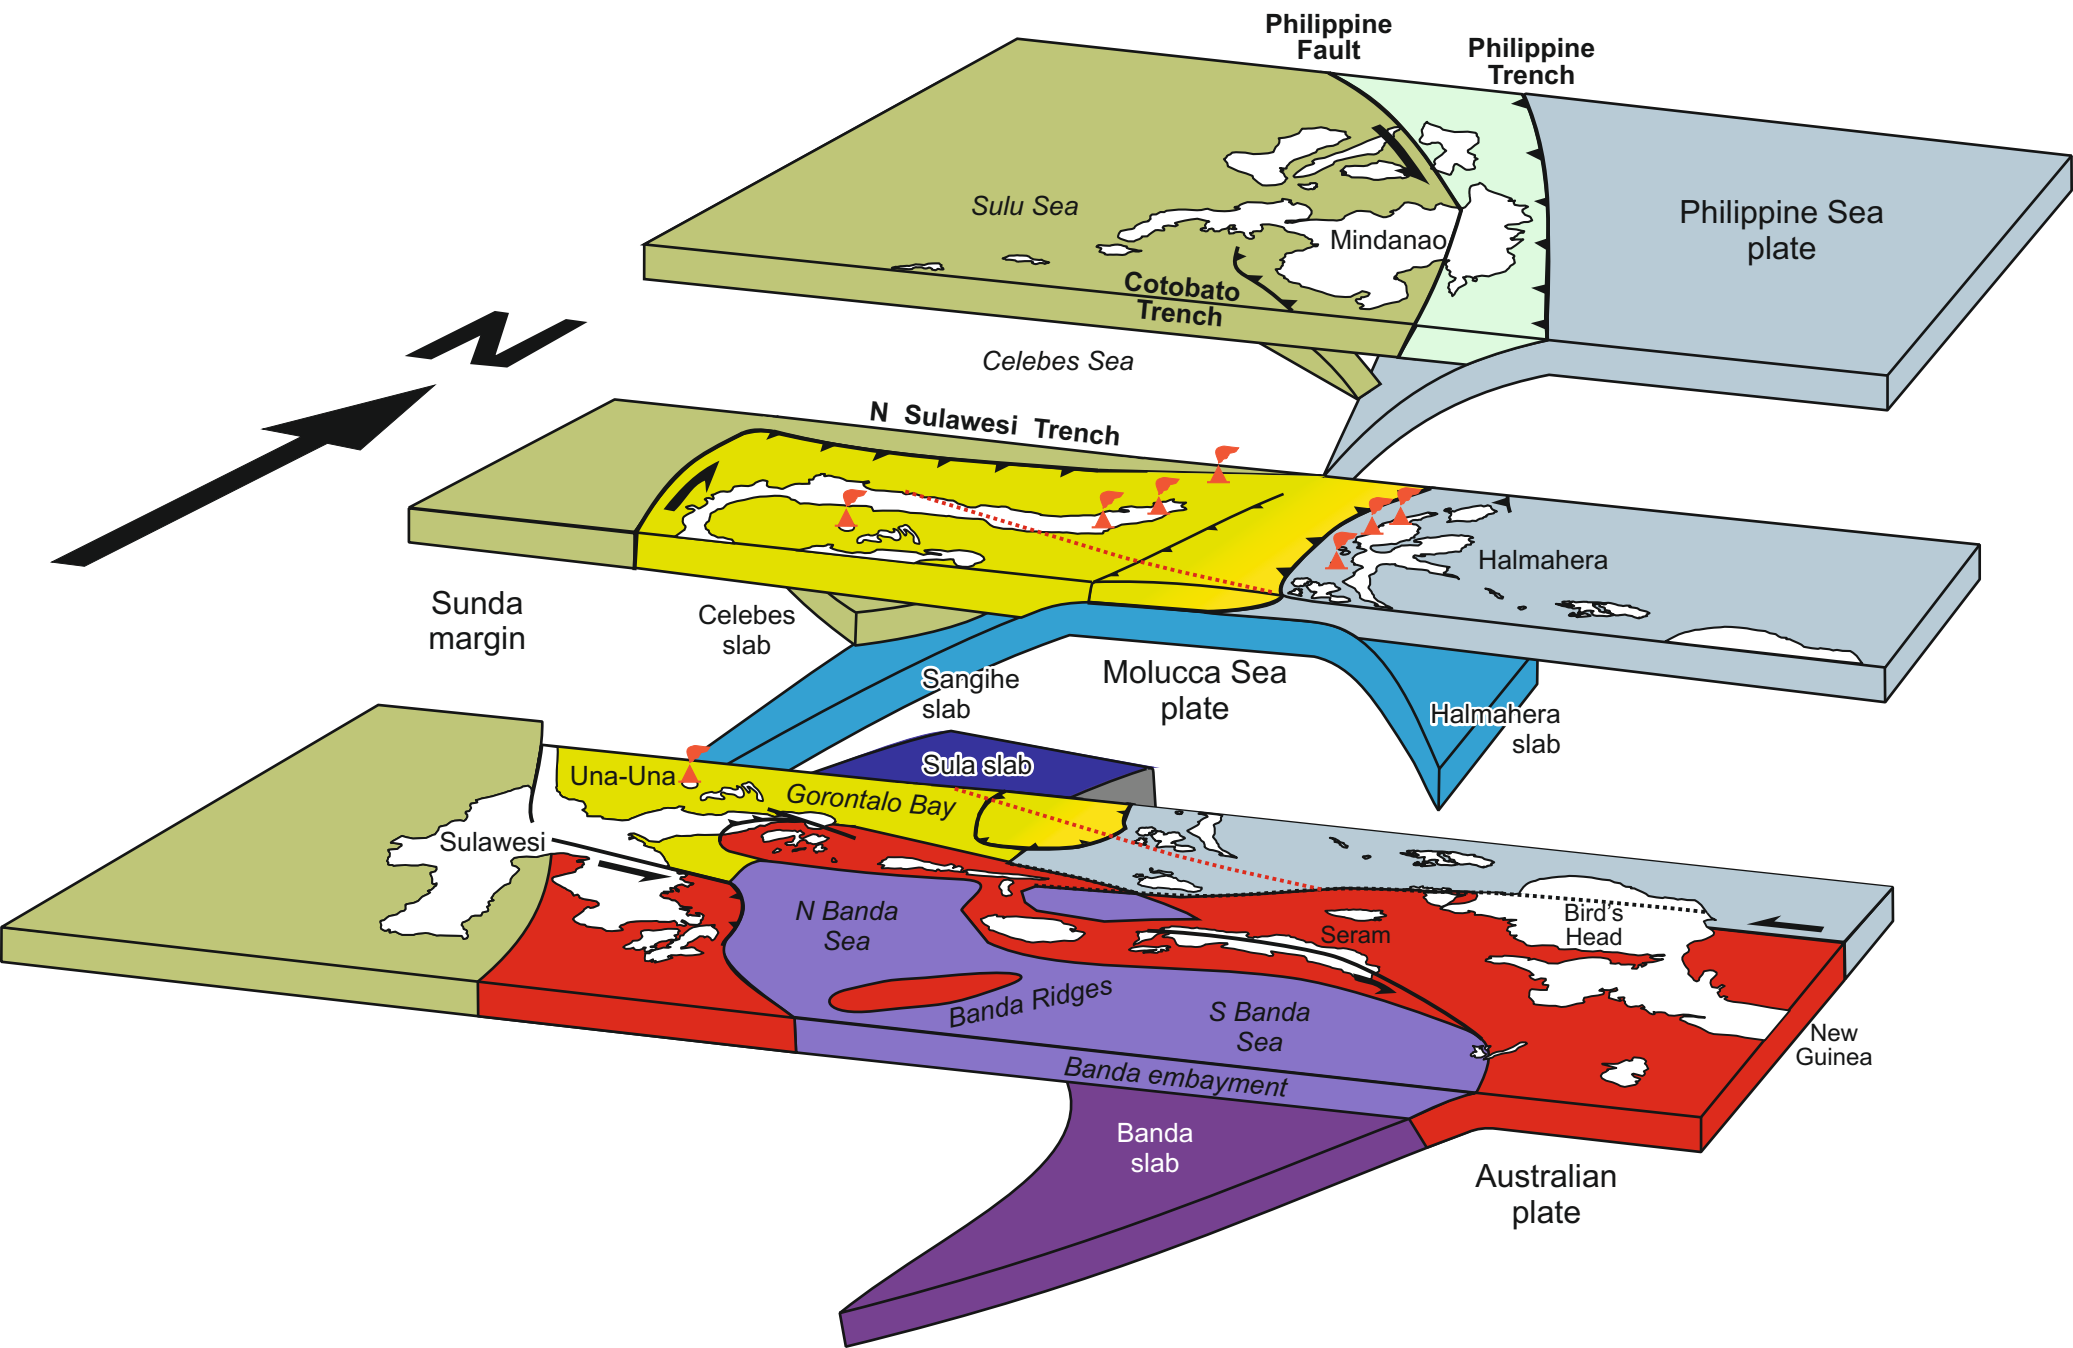 Philippine
Fault
Philippine
Trench
Sulu Sea
Mindanao
Philippine Sea
plate
Cotobato
Trench
Celebes Sea
N
N Sulawesi Trench
Halmahera
Sunda
margin
Celebes
slab
Sangihe
slab
Molucca Sea
plate
Halmahera
slab
Sula slab
Una-Una
Gorontalo Bay
Sulawesi
N Banda
Sea
Bird's
Head
Seram
Banda Ridges
S Banda
Sea
New
Guinea
Banda embayment
Banda
slab
Australian
plate